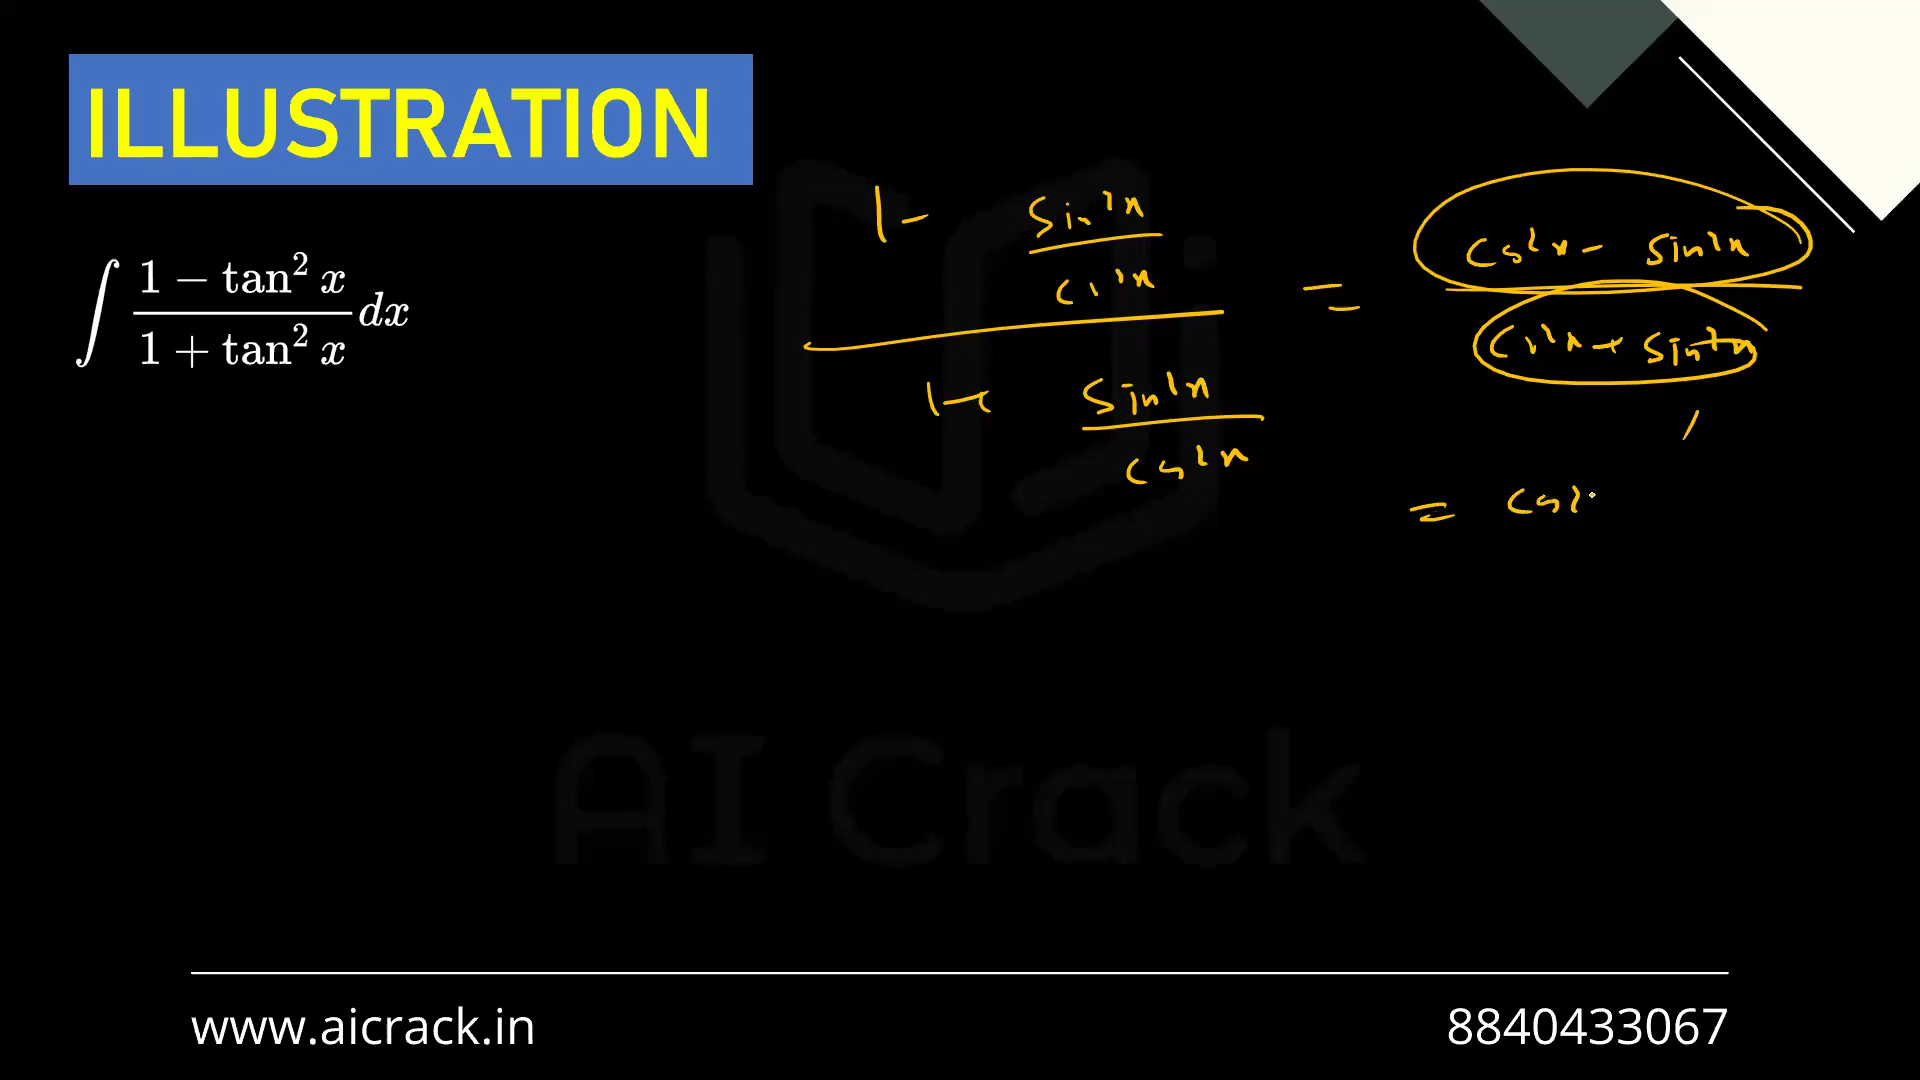 ILLUSTRATION
∫ (1 − tan² x)/(1 + tan² x) dx
1 - sin²x / cos²x
1 + sin²x / cos²x
= cos²x - sin²x / cos²x + sin²x
= cos2
AI Crack
www.aicrack.in 8840433067